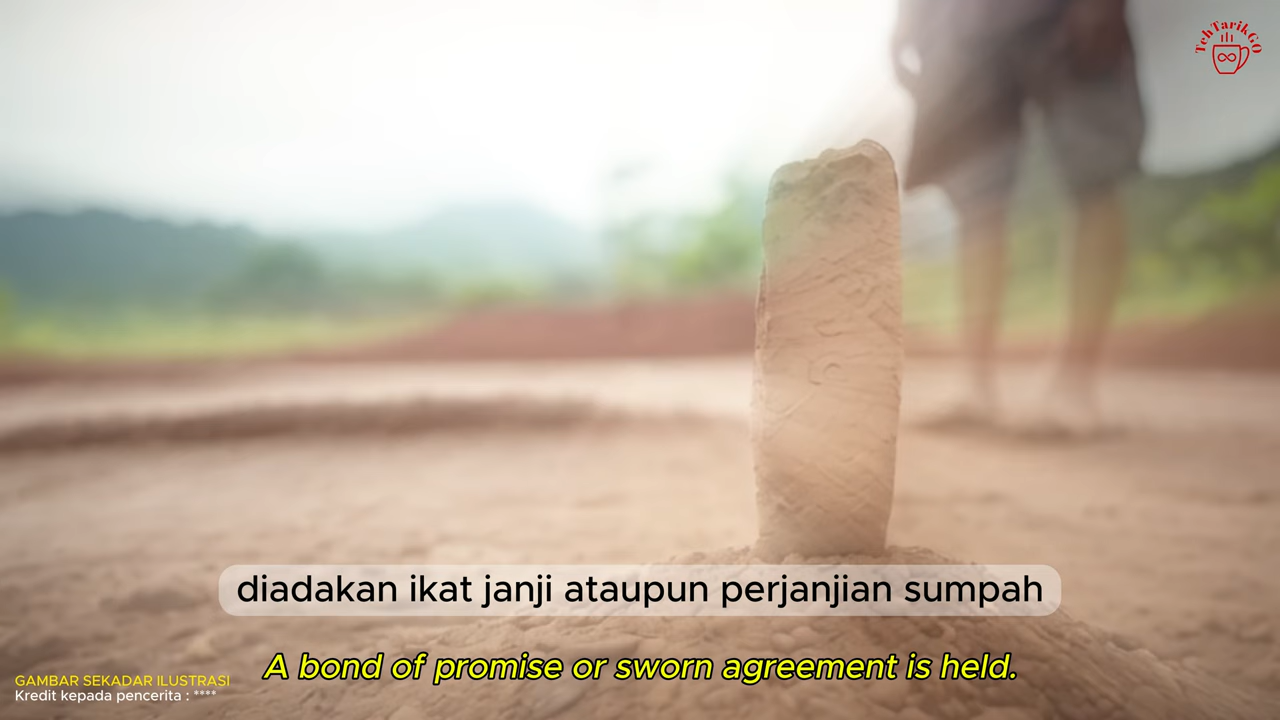 TehTarikGO
diadakan ikat janji ataupun perjanjian sumpah
A bond of promise or sworn agreement is held.
GAMBAR SEKADAR ILUSTRASI
Kredit kepada pencerita : ****